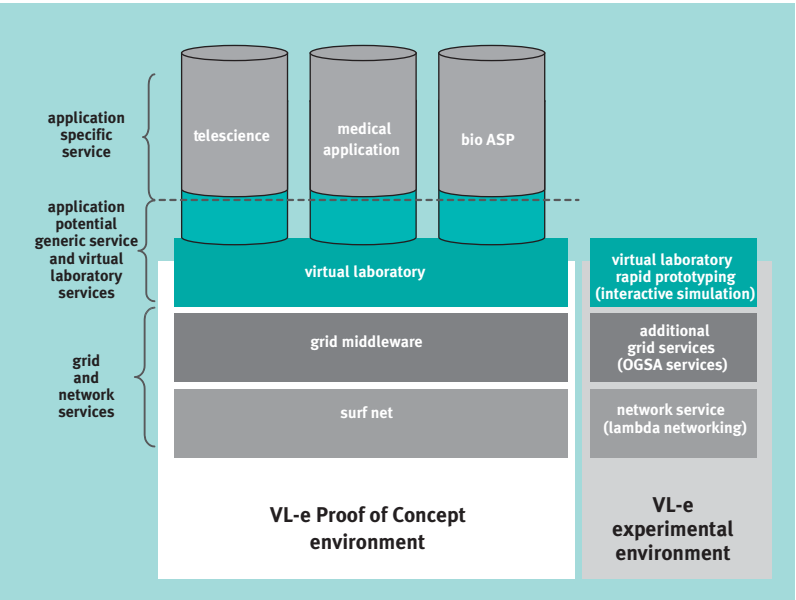 application
specific
service
telescience
medical
application
bio ASP
application
potential
generic service
and virtual
laboratory
services
virtual laboratory
virtual laboratory
rapid prototyping
(interactive simulation)
grid
and
network
services
grid middleware
additional
grid services
(OGSA services)
surf net
network service
(lambda networking)
VL-e Proof of Concept
environment
VL-e
experimental
environment